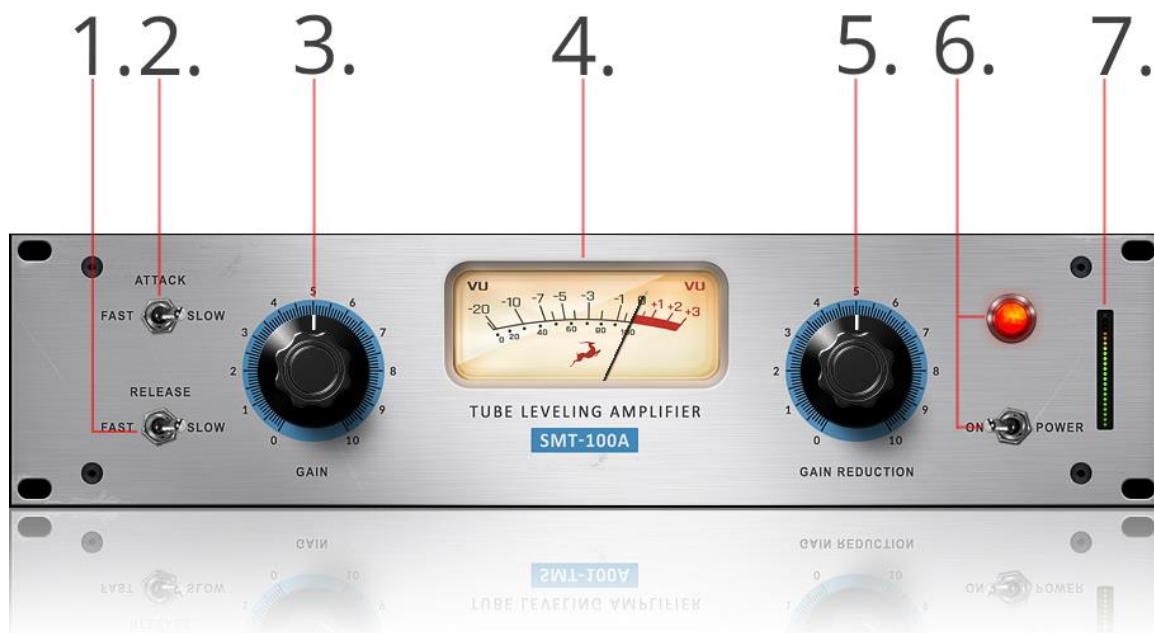 1. 2. 3. 4. 5. 6. 7.
ATTACK
FAST SLOW
RELEASE
FAST SLOW
0 1 2 3 4 5 6 7 8 9 10
GAIN
VU VU
-20 -10 -7 -5 -3 -1 0 +1 +2 +3
0 20 40 60 80 100
TUBE LEVELING AMPLIFIER
SMT-100A
0 1 2 3 4 5 6 7 8 9 10
GAIN REDUCTION
ON POWER